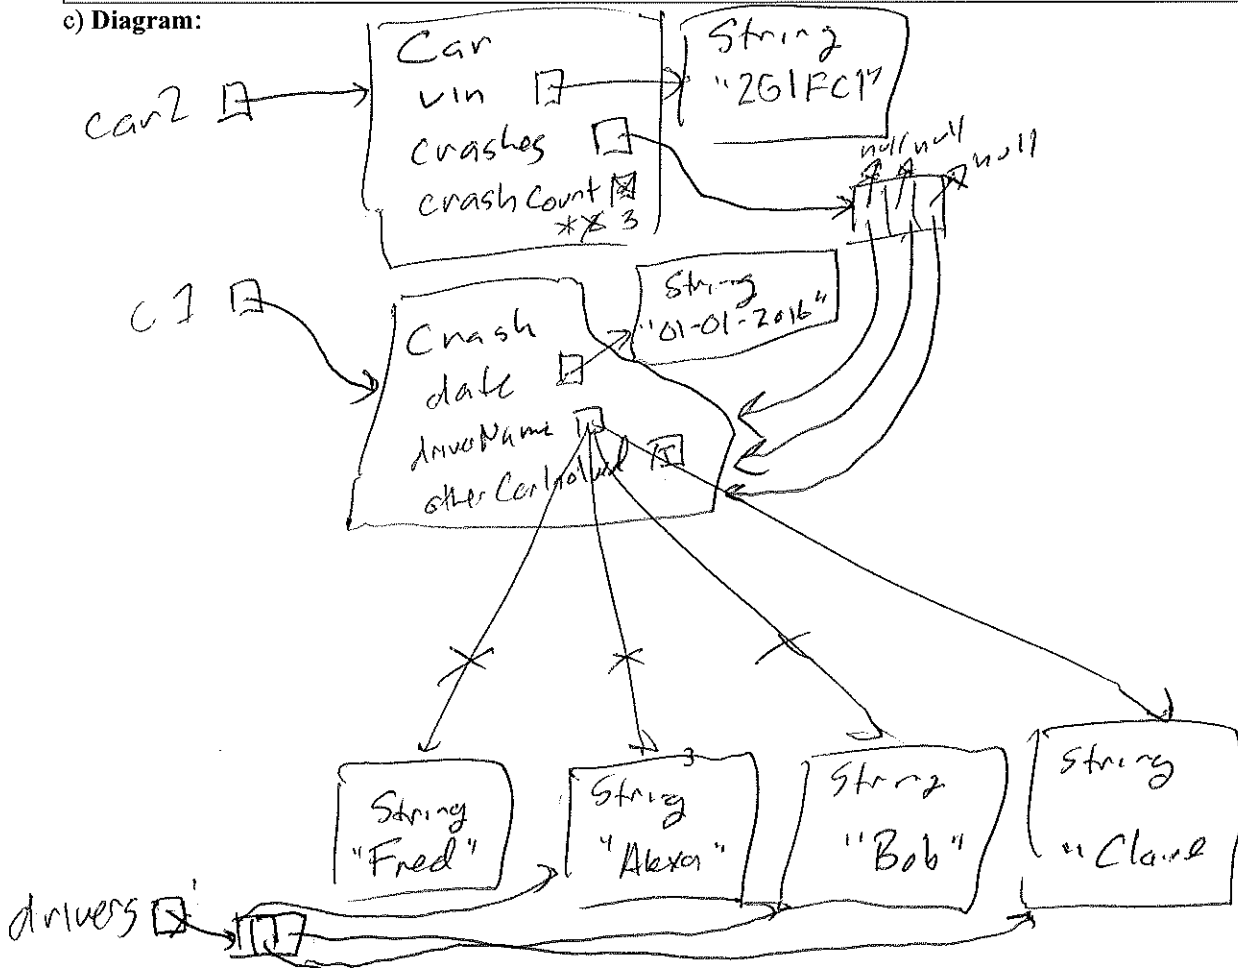 c) Diagram:
Car
car2
vin
crashes
crashCount
3
String
"2G1FC1"
null null null
c1
Crash
date
driverName
otherCarInvolved
String
"01-01-2016"
String
"Fred"
String
"Alexa"
String
"Bob"
String
"Claire
drivers